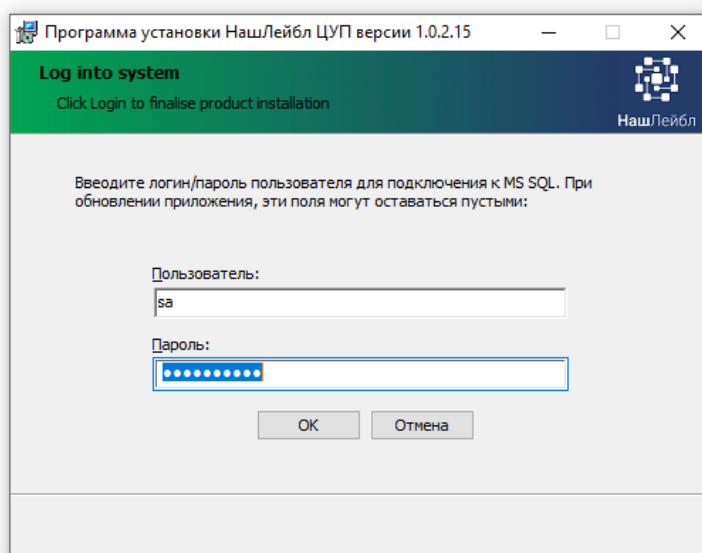 Программа установки НашЛейбл ЦУП версии 1.0.2.15
Log into system
Click Login to finalise product installation
НашЛейбл
Ввеодите логин/пароль пользователя для подключения к MS SQL. При
обновлении приложения, эти поля могут оставаться пустыми:
Пользователь:
sa
Пароль:
●●●●●●●●●●
OK
Отмена